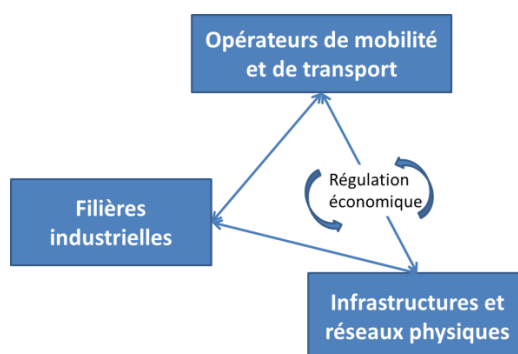 Opérateurs de mobilité
et de transport
Régulation
économique
Filières
industrielles
Infrastructures et
réseaux physiques